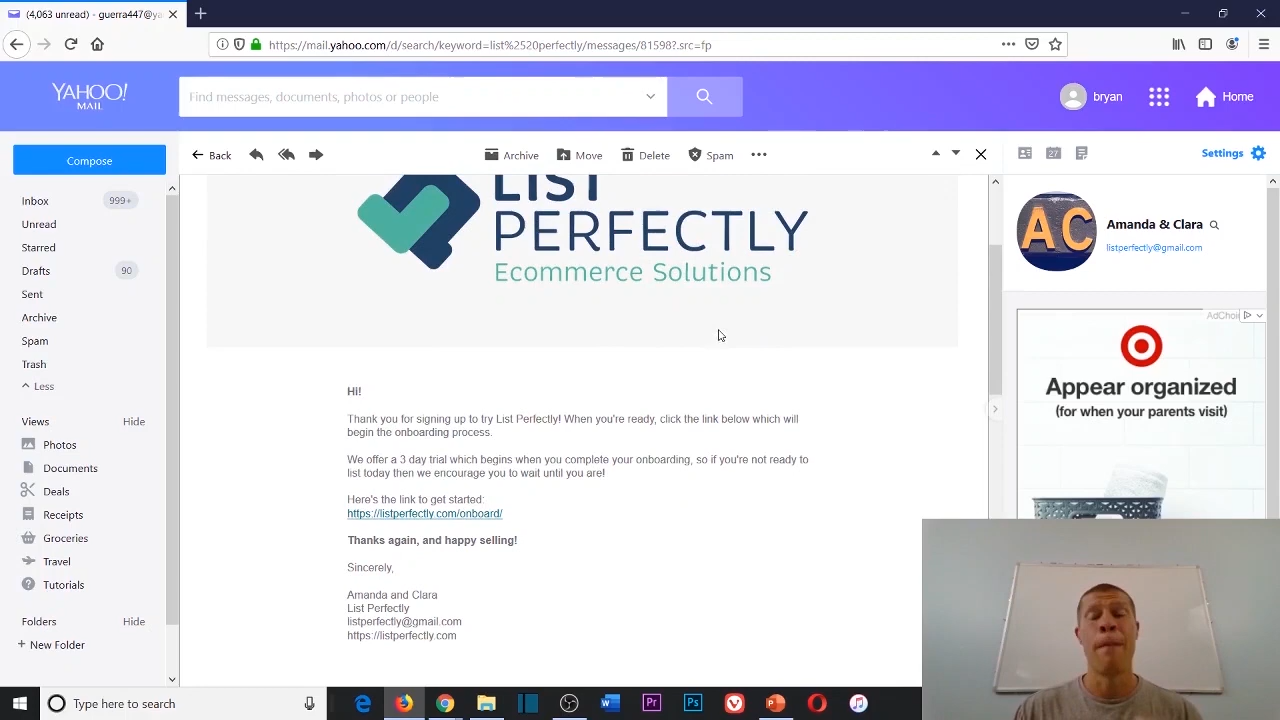 (4,063 unread) - guerra447@ya
https://mail.yahoo.com/d/search/keyword=list%2520perfectly/messages/81598?.src=fp
YAHOO!
MAIL
Find messages, documents, photos or people
bryan
Home
Compose
Back
Archive
Move
Delete
Spam
27
Settings
Inbox 999+
Unread
Starred
Drafts 90
Sent
Archive
Spam
Trash
Less
Views Hide
Photos
Documents
Deals
Receipts
Groceries
Travel
Tutorials
Folders Hide
+ New Folder
LIST
PERFECTLY
Ecommerce Solutions
Hi!
Thank you for signing up to try List Perfectly! When you're ready, click the link below which will
begin the onboarding process.
We offer a 3 day trial which begins when you complete your onboarding, so if you're not ready to
list today then we encourage you to wait until you are!
Here's the link to get started:
https://listperfectly.com/onboard/
Thanks again, and happy selling!
Sincerely,
Amanda and Clara
List Perfectly
listperfectly@gmail.com
https://listperfectly.com
AC
Amanda & Clara
listperfectly@gmail.com
AdChoic
Appear organized
(for when your parents visit)
Type here to search
W
Pr
Ps
P